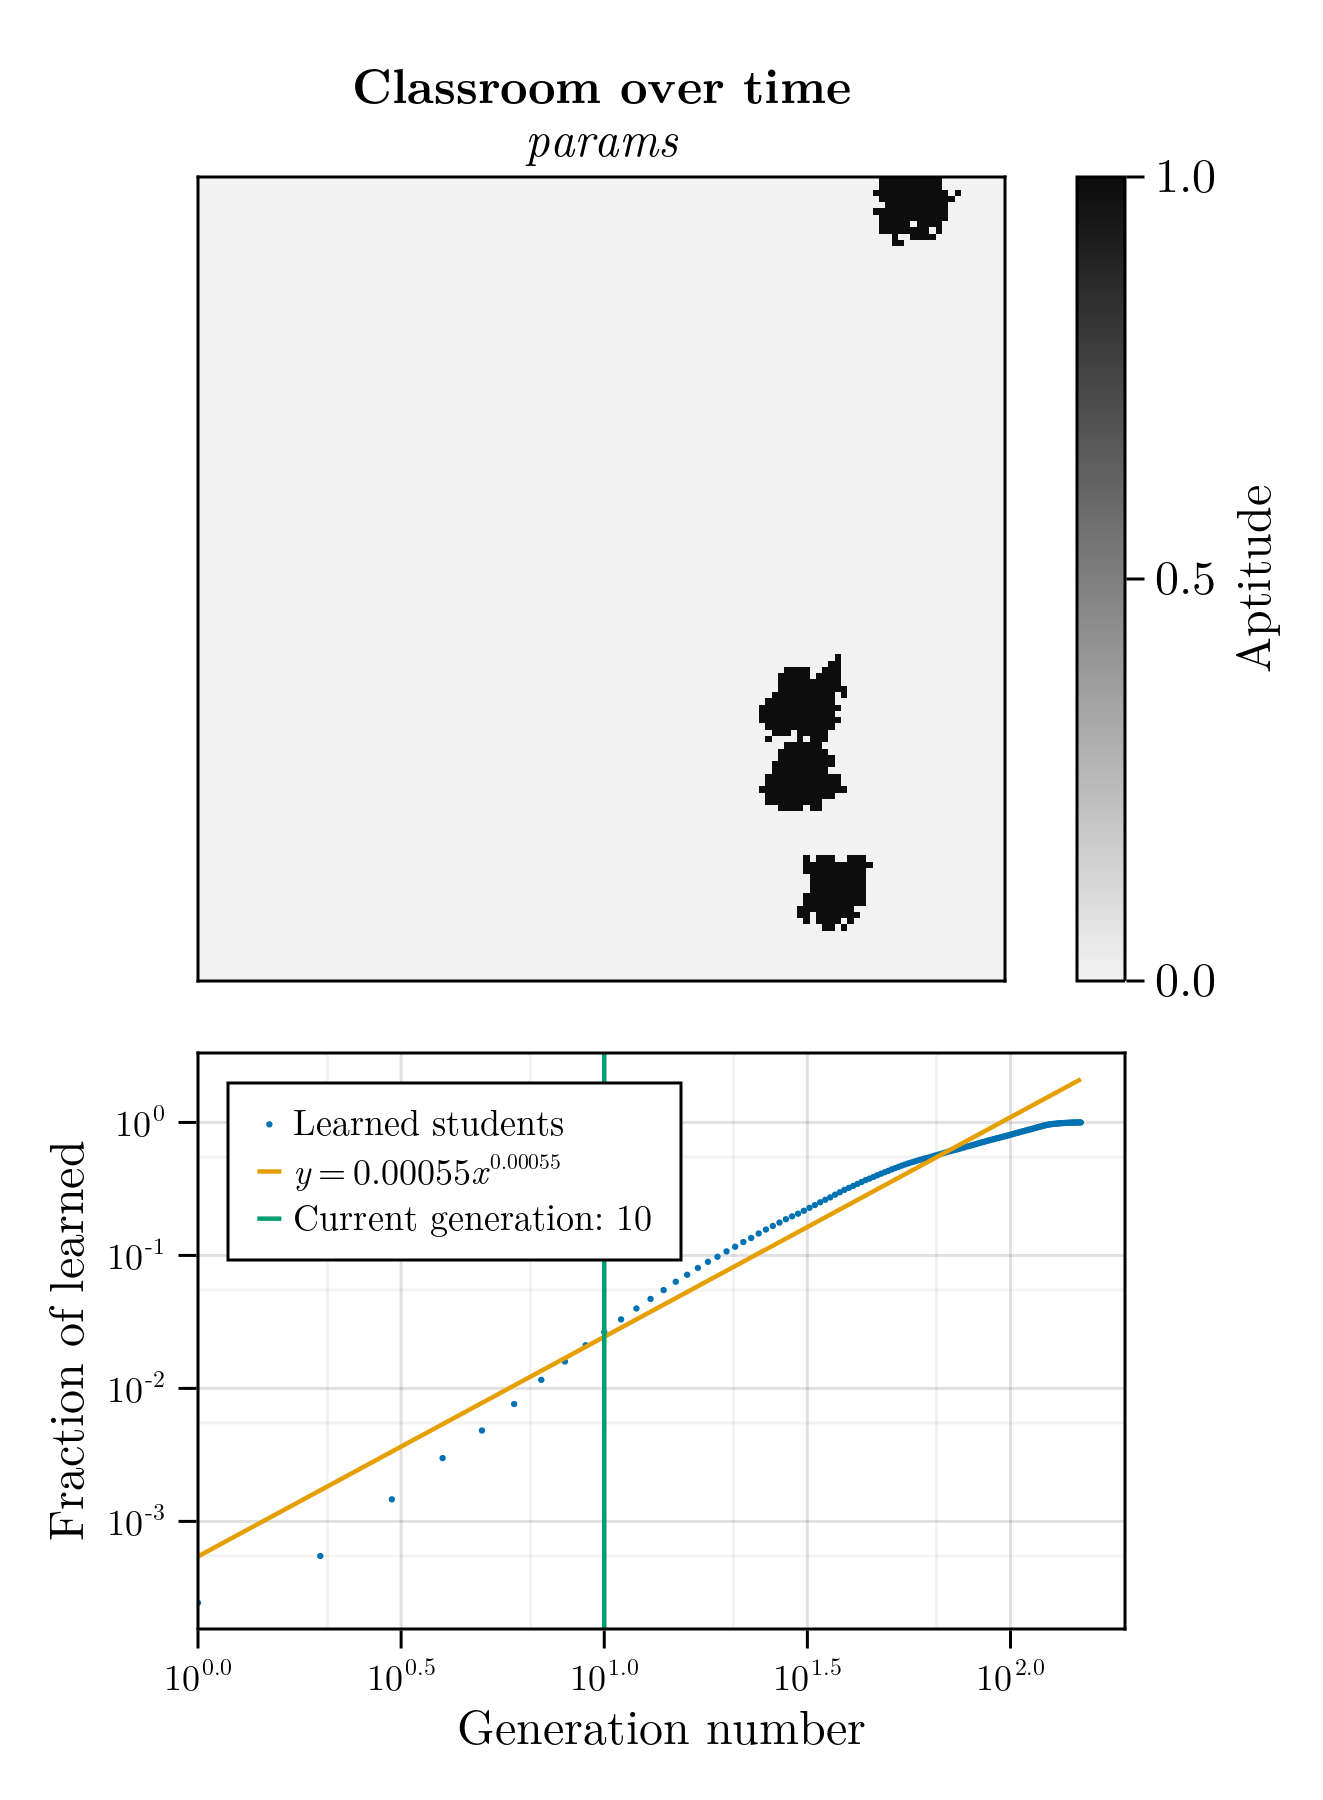 Classroom over time
params
1.0
0.5
0.0
Aptitude
Learned students
y = 0.00055x^0.00055
Current generation: 10
10^0
10^-1
10^-2
10^-3
Fraction of learned
10^0.0 10^0.5 10^1.0 10^1.5 10^2.0
Generation number